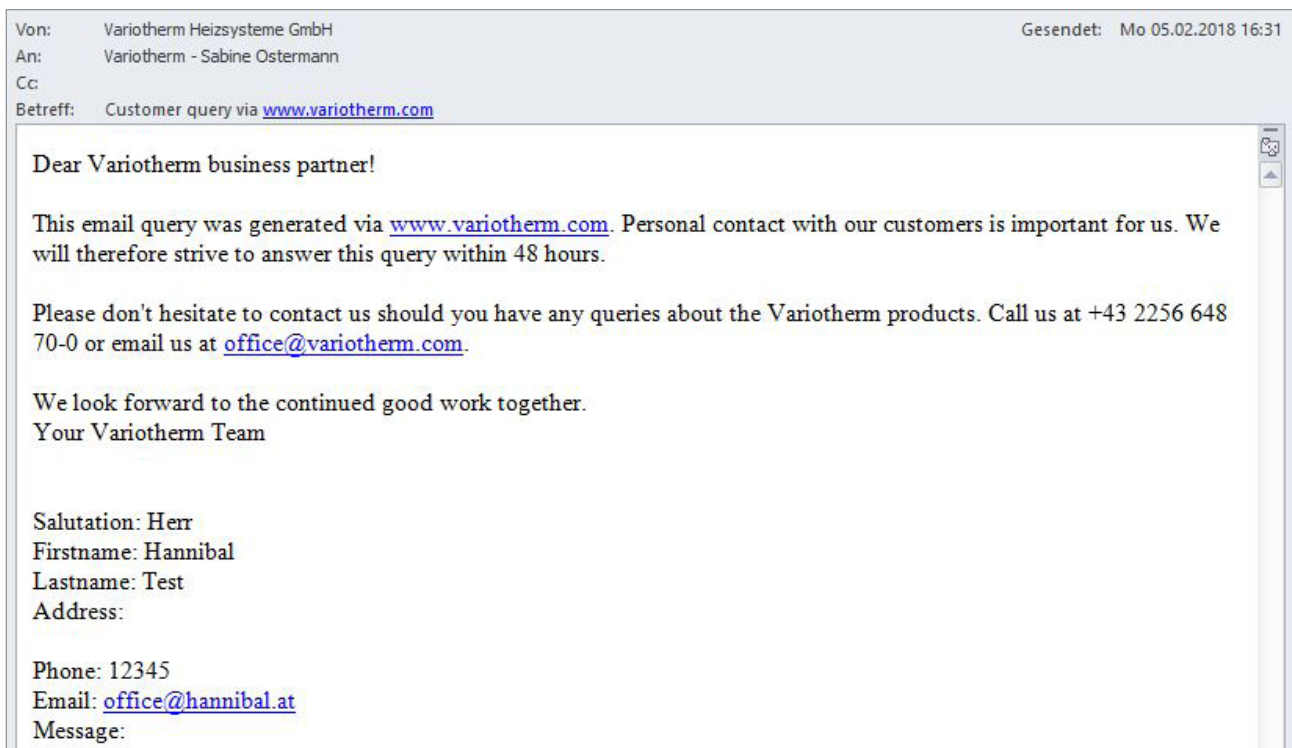 Von: Variotherm Heizsysteme GmbH Gesendet: Mo 05.02.2018 16:31
An: Variotherm - Sabine Ostermann
Cc:
Betreff: Customer query via www.variotherm.com
Dear Variotherm business partner!
This email query was generated via www.variotherm.com. Personal contact with our customers is important for us. We
will therefore strive to answer this query within 48 hours.
Please don't hesitate to contact us should you have any queries about the Variotherm products. Call us at +43 2256 648
70-0 or email us at office@variotherm.com.
We look forward to the continued good work together.
Your Variotherm Team
Salutation: Herr
Firstname: Hannibal
Lastname: Test
Address:
Phone: 12345
Email: office@hannibal.at
Message: